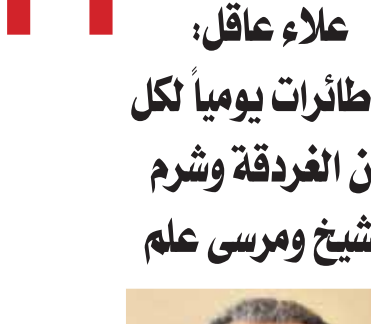 علاء عاقل:
طائرات يومياً لكل
ن الغردقة وشرم
شيخ ومرسى علم